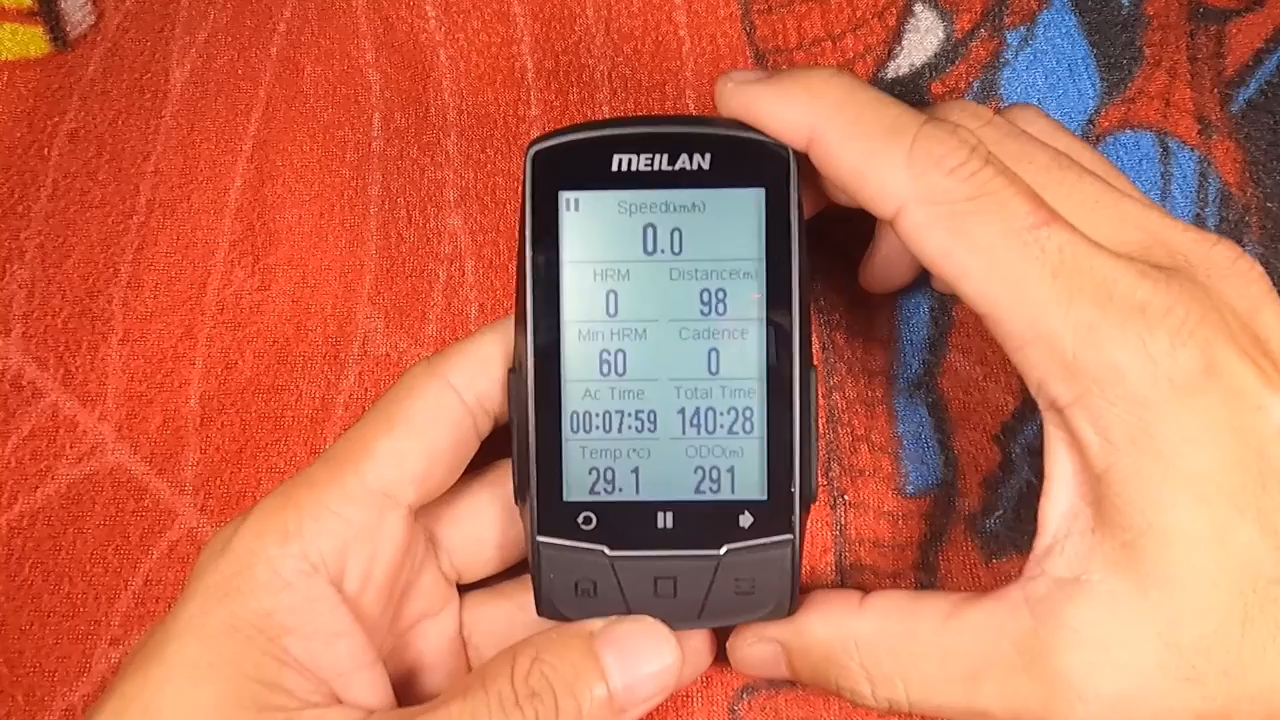 MEILAN
Speed(km/h)
0.0
HRM Distance(m)
0 98
Min HRM Cadence
60 0
Ac Time Total Time
00:07:59 140:28
Temp (°C) ODO(m)
29.1 291